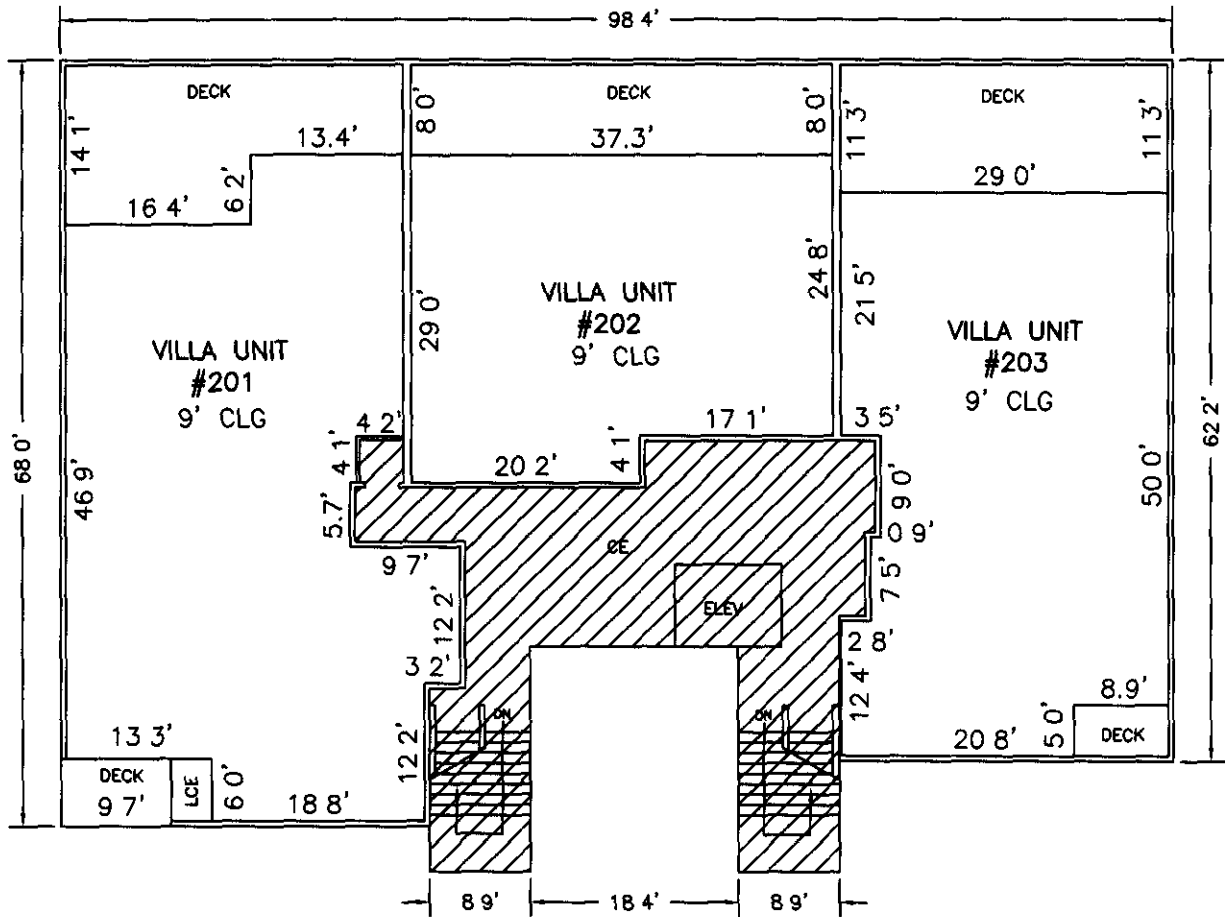 98 4'
DECK
DECK
DECK
14 1'
13.4'
6 2'
16 4'
8 0'
37.3'
8 0'
11 3'
11 3'
29 0'
68 0'
62 2'
VILLA UNIT
#201
9' CLG
VILLA UNIT
#202
9' CLG
VILLA UNIT
#203
9' CLG
29 0'
24 8'
21 5'
46 9'
50 0'
4 2'
4 1'
5.7'
9 7'
20 2'
4 1'
17 1'
3 5'
9 0'
0 9'
7 5'
2 8'
CE
ELEV
12 2'
3 2'
12 2'
12 4'
DN
DN
13 3'
DECK
9 7'
LCE
6 0'
18 8'
8.9'
5 0'
DECK
20 8'
8 9'
18 4'
8 9'